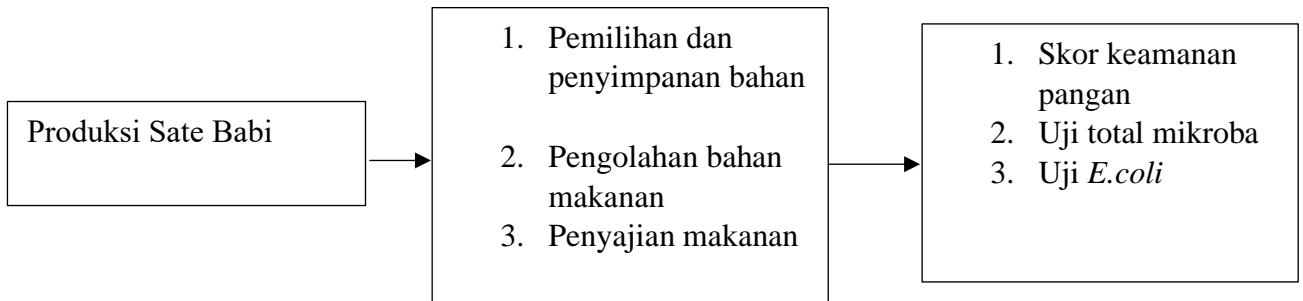 Produksi Sate Babi
1. Pemilihan dan
penyimpanan bahan
2. Pengolahan bahan
makanan
3. Penyajian makanan
1. Skor keamanan
pangan
2. Uji total mikroba
3. Uji E.coli